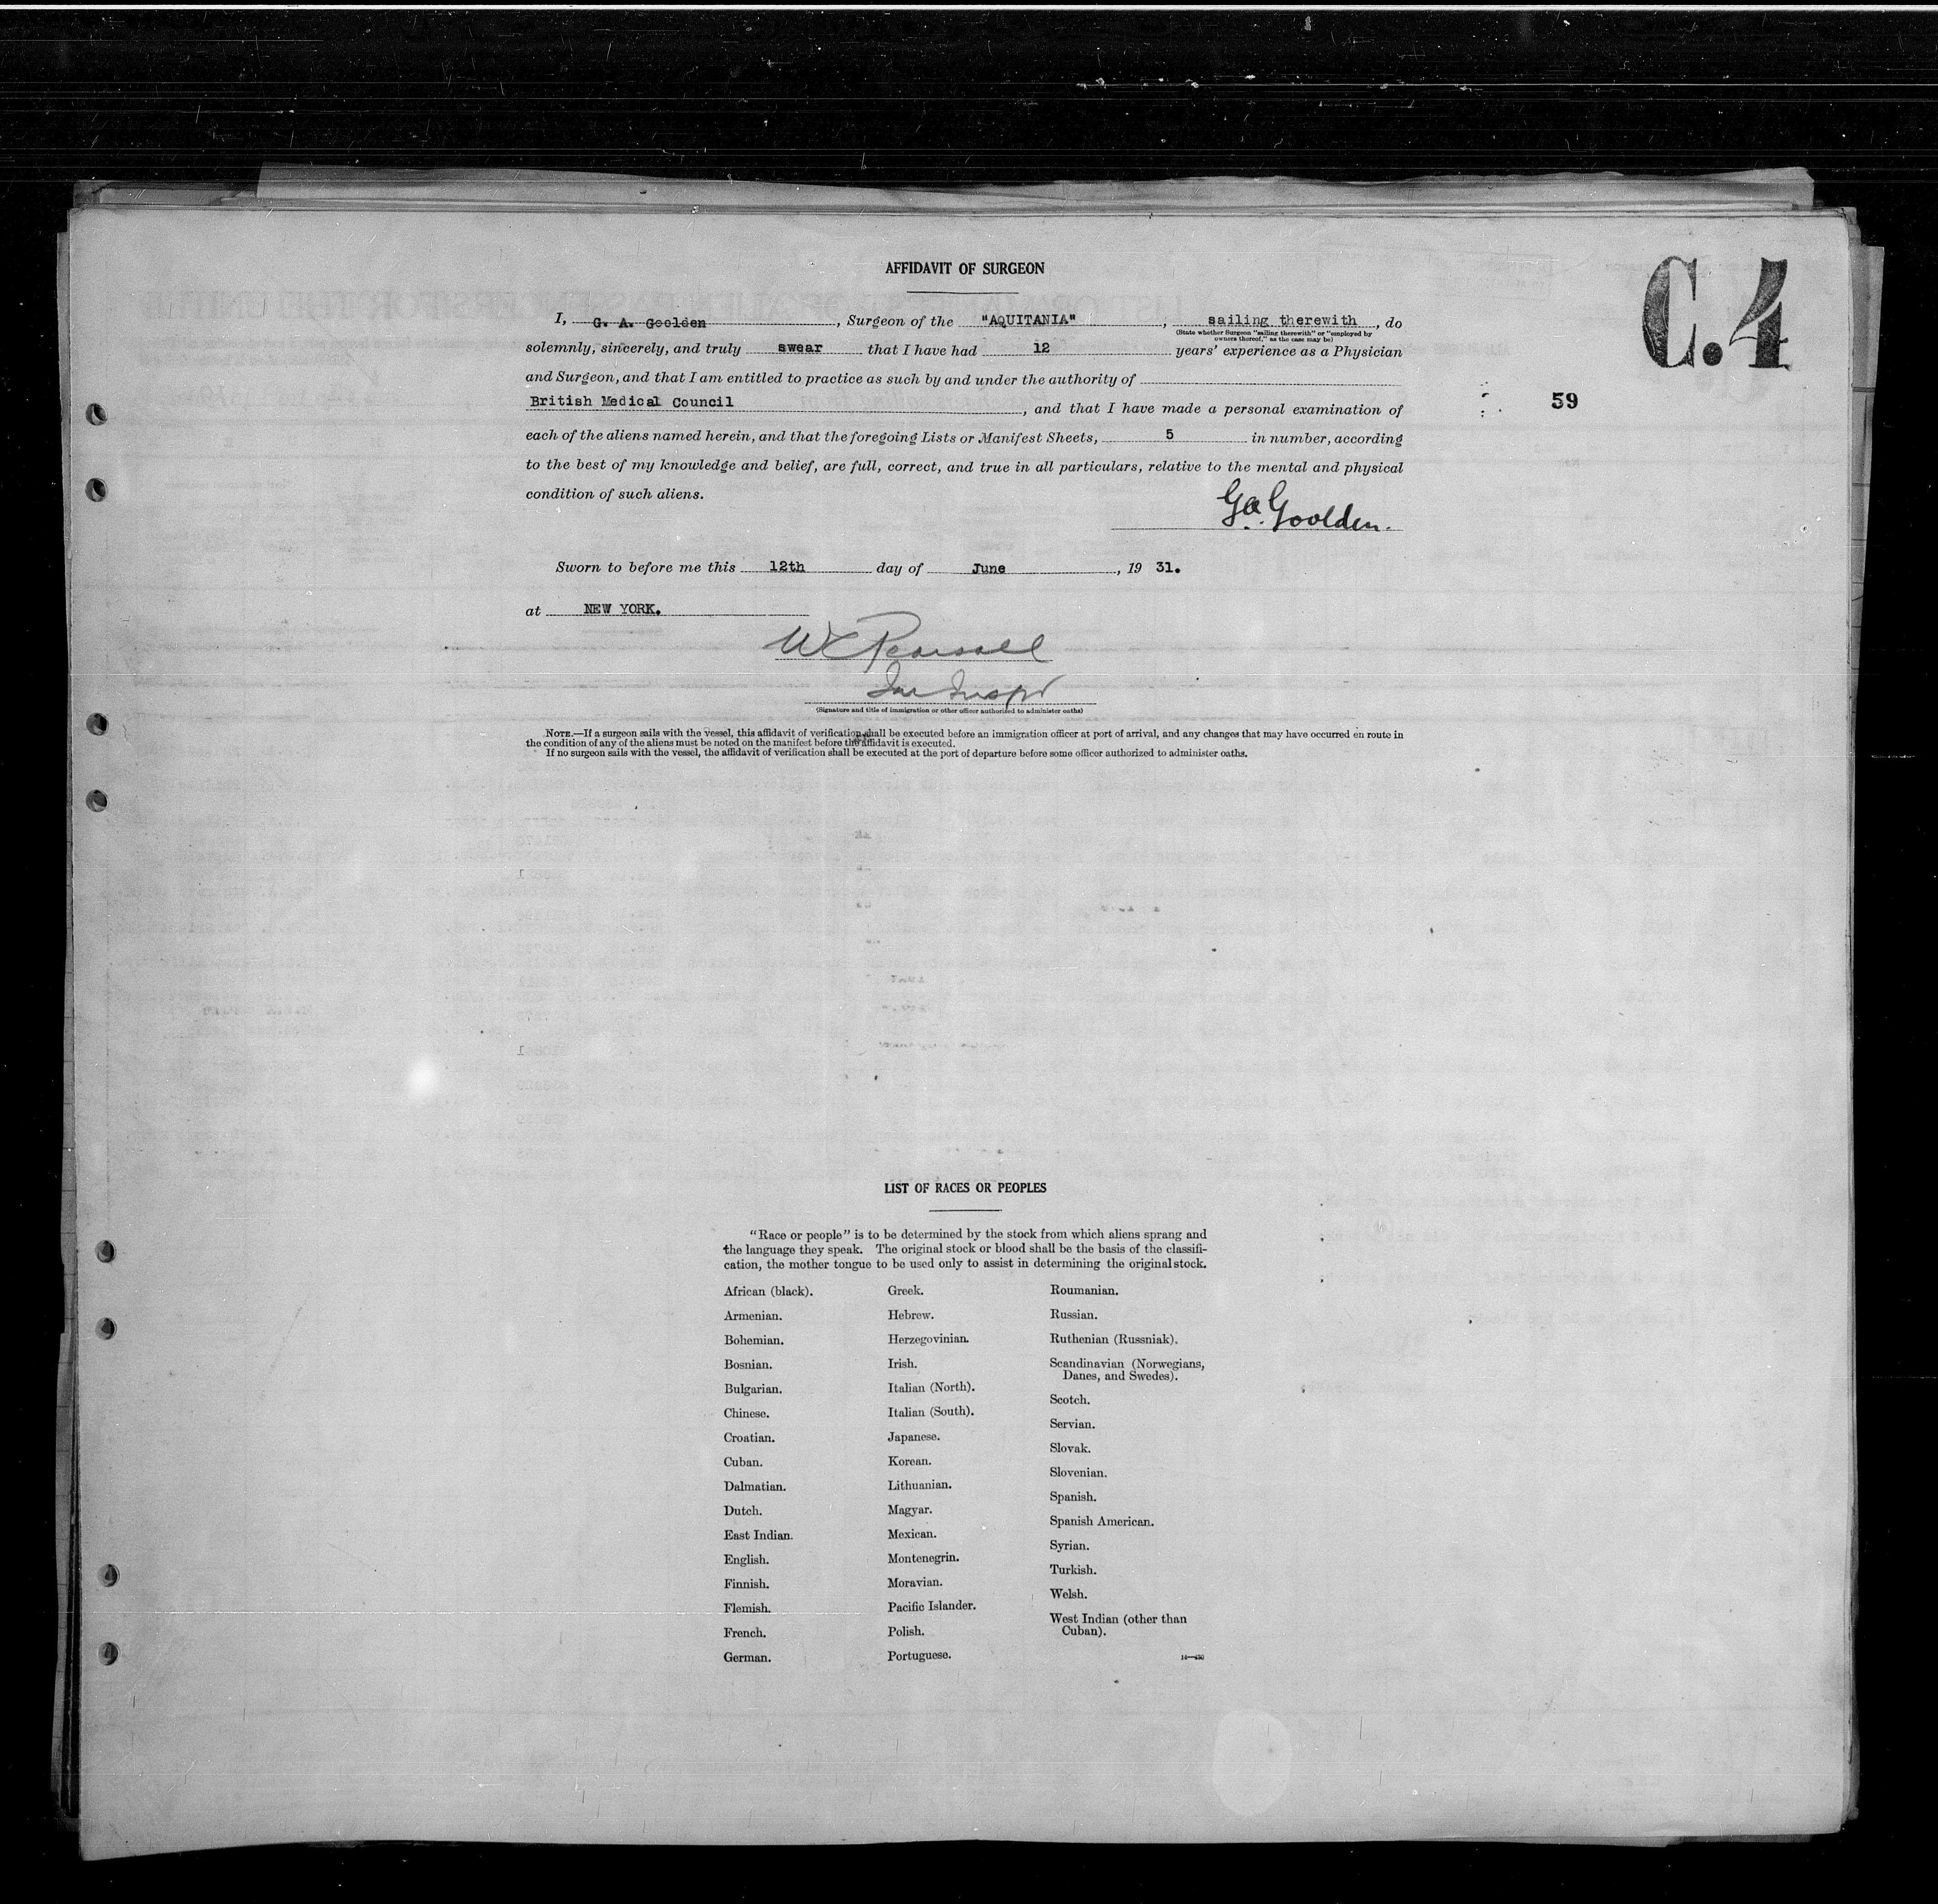 AFFIDAVIT OF SURGEON
C.4
I, G. A. Goolden, Surgeon of the "AQUITANIA", sailing therewith, do
(State whether Surgeon "sailing therewith" or "employed by
owners thereof," as the case may be)
solemnly, sincerely, and truly swear that I have had 12 years' experience as a Physician
and Surgeon, and that I am entitled to practice as such by and under the authority of
British Medical Council, and that I have made a personal examination of
59
each of the aliens named herein, and that the foregoing Lists or Manifest Sheets, 5 in number, according
to the best of my knowledge and belief, are full, correct, and true in all particulars, relative to the mental and physical
condition of such aliens.
Ga. Goolden.
Sworn to before me this 12th day of June, 19 31.
at NEW YORK.
W Pearsall
(Signature and title of immigration or other officer authorized to administer oaths)
NOTE.—If a surgeon sails with the vessel, this affidavit of verification shall be executed before an immigration officer at port of arrival, and any changes that may have occurred en route in
the condition of any of the aliens must be noted on the manifest before the affidavit is executed.
If no surgeon sails with the vessel, the affidavit of verification shall be executed at the port of departure before some officer authorized to administer oaths.
LIST OF RACES OR PEOPLES
"Race or people" is to be determined by the stock from which aliens sprang and
the language they speak. The original stock or blood shall be the basis of the classifi-
cation, the mother tongue to be used only to assist in determining the original stock.
African (black).
Armenian.
Bohemian.
Bosnian.
Bulgarian.
Chinese.
Croatian.
Cuban.
Dalmatian.
Dutch.
East Indian.
English.
Finnish.
Flemish.
French.
German.
Greek.
Hebrew.
Herzegovinian.
Irish.
Italian (North).
Italian (South).
Japanese.
Korean.
Lithuanian.
Magyar.
Mexican.
Montenegrin.
Moravian.
Pacific Islander.
Polish.
Portuguese.
Roumanian.
Russian.
Ruthenian (Russniak).
Scandinavian (Norwegians,
Danes, and Swedes).
Scotch.
Servian.
Slovak.
Slovenian.
Spanish.
Spanish American.
Syrian.
Turkish.
Welsh.
West Indian (other than
Cuban).